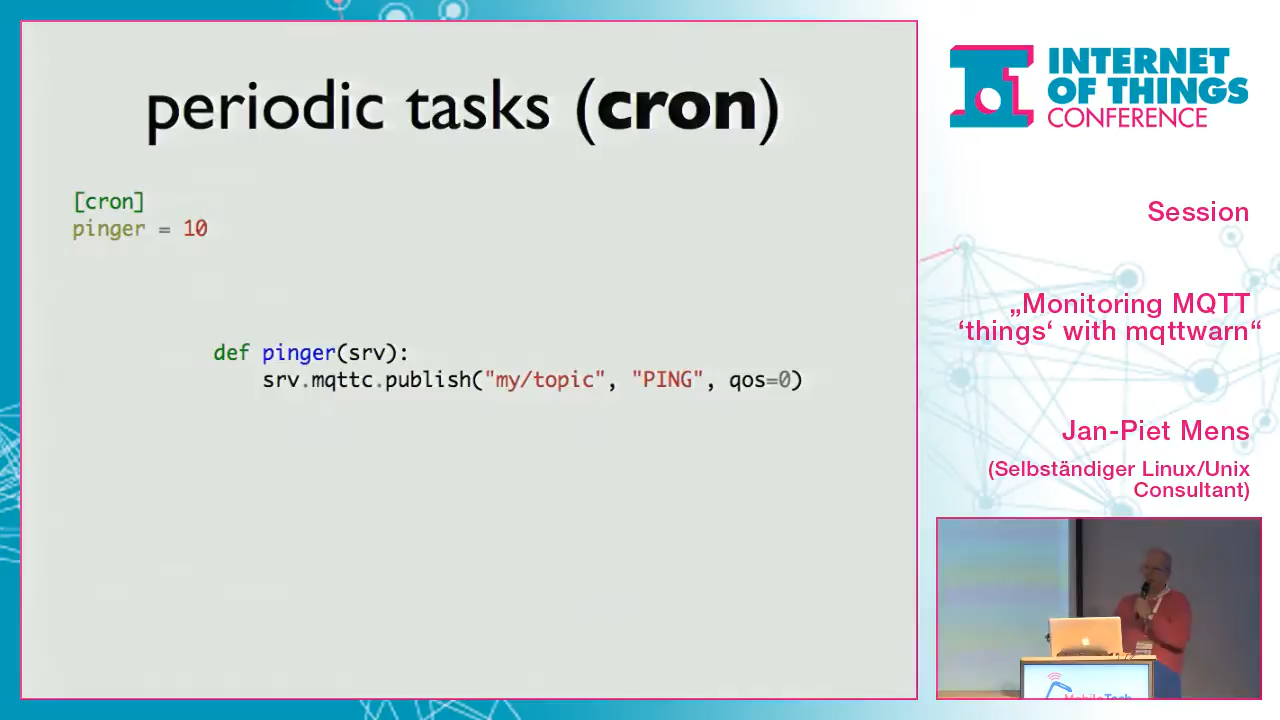 periodic tasks (cron)
[cron]
pinger = 10
def pinger(srv):
srv.mqttc.publish("my/topic", "PING", qos=0)
INTERNET
OF THINGS
CONFERENCE
Session
„Monitoring MQTT
‘things‘ with mqttwarn“
Jan-Piet Mens
(Selbständiger Linux/Unix
Consultant)
MobileTech